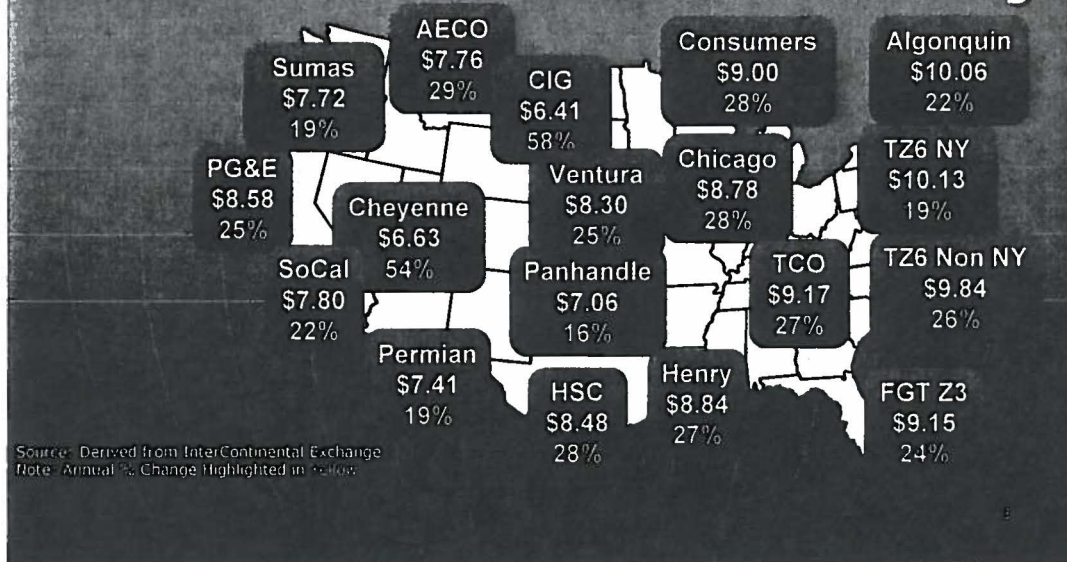 AECO
$7.76
29%
Sumas
$7.72
19%
CIG
$6.41
58%
Consumers
$9.00
28%
Algonquin
$10.06
22%
PG&E
$8.58
25%
Cheyenne
$6.63
54%
Ventura
$8.30
25%
Chicago
$8.78
28%
TZ6 NY
$10.13
19%
SoCal
$7.80
22%
Panhandle
$7.06
16%
TCO
$9.17
27%
TZ6 Non NY
$9.84
26%
Permian
$7.41
19%
HSC
$8.48
28%
Henry
$8.84
27%
FGT Z3
$9.15
24%
Source: Derived from InterContinental Exchange
Note: Annual % Change Highlighted in Yellow